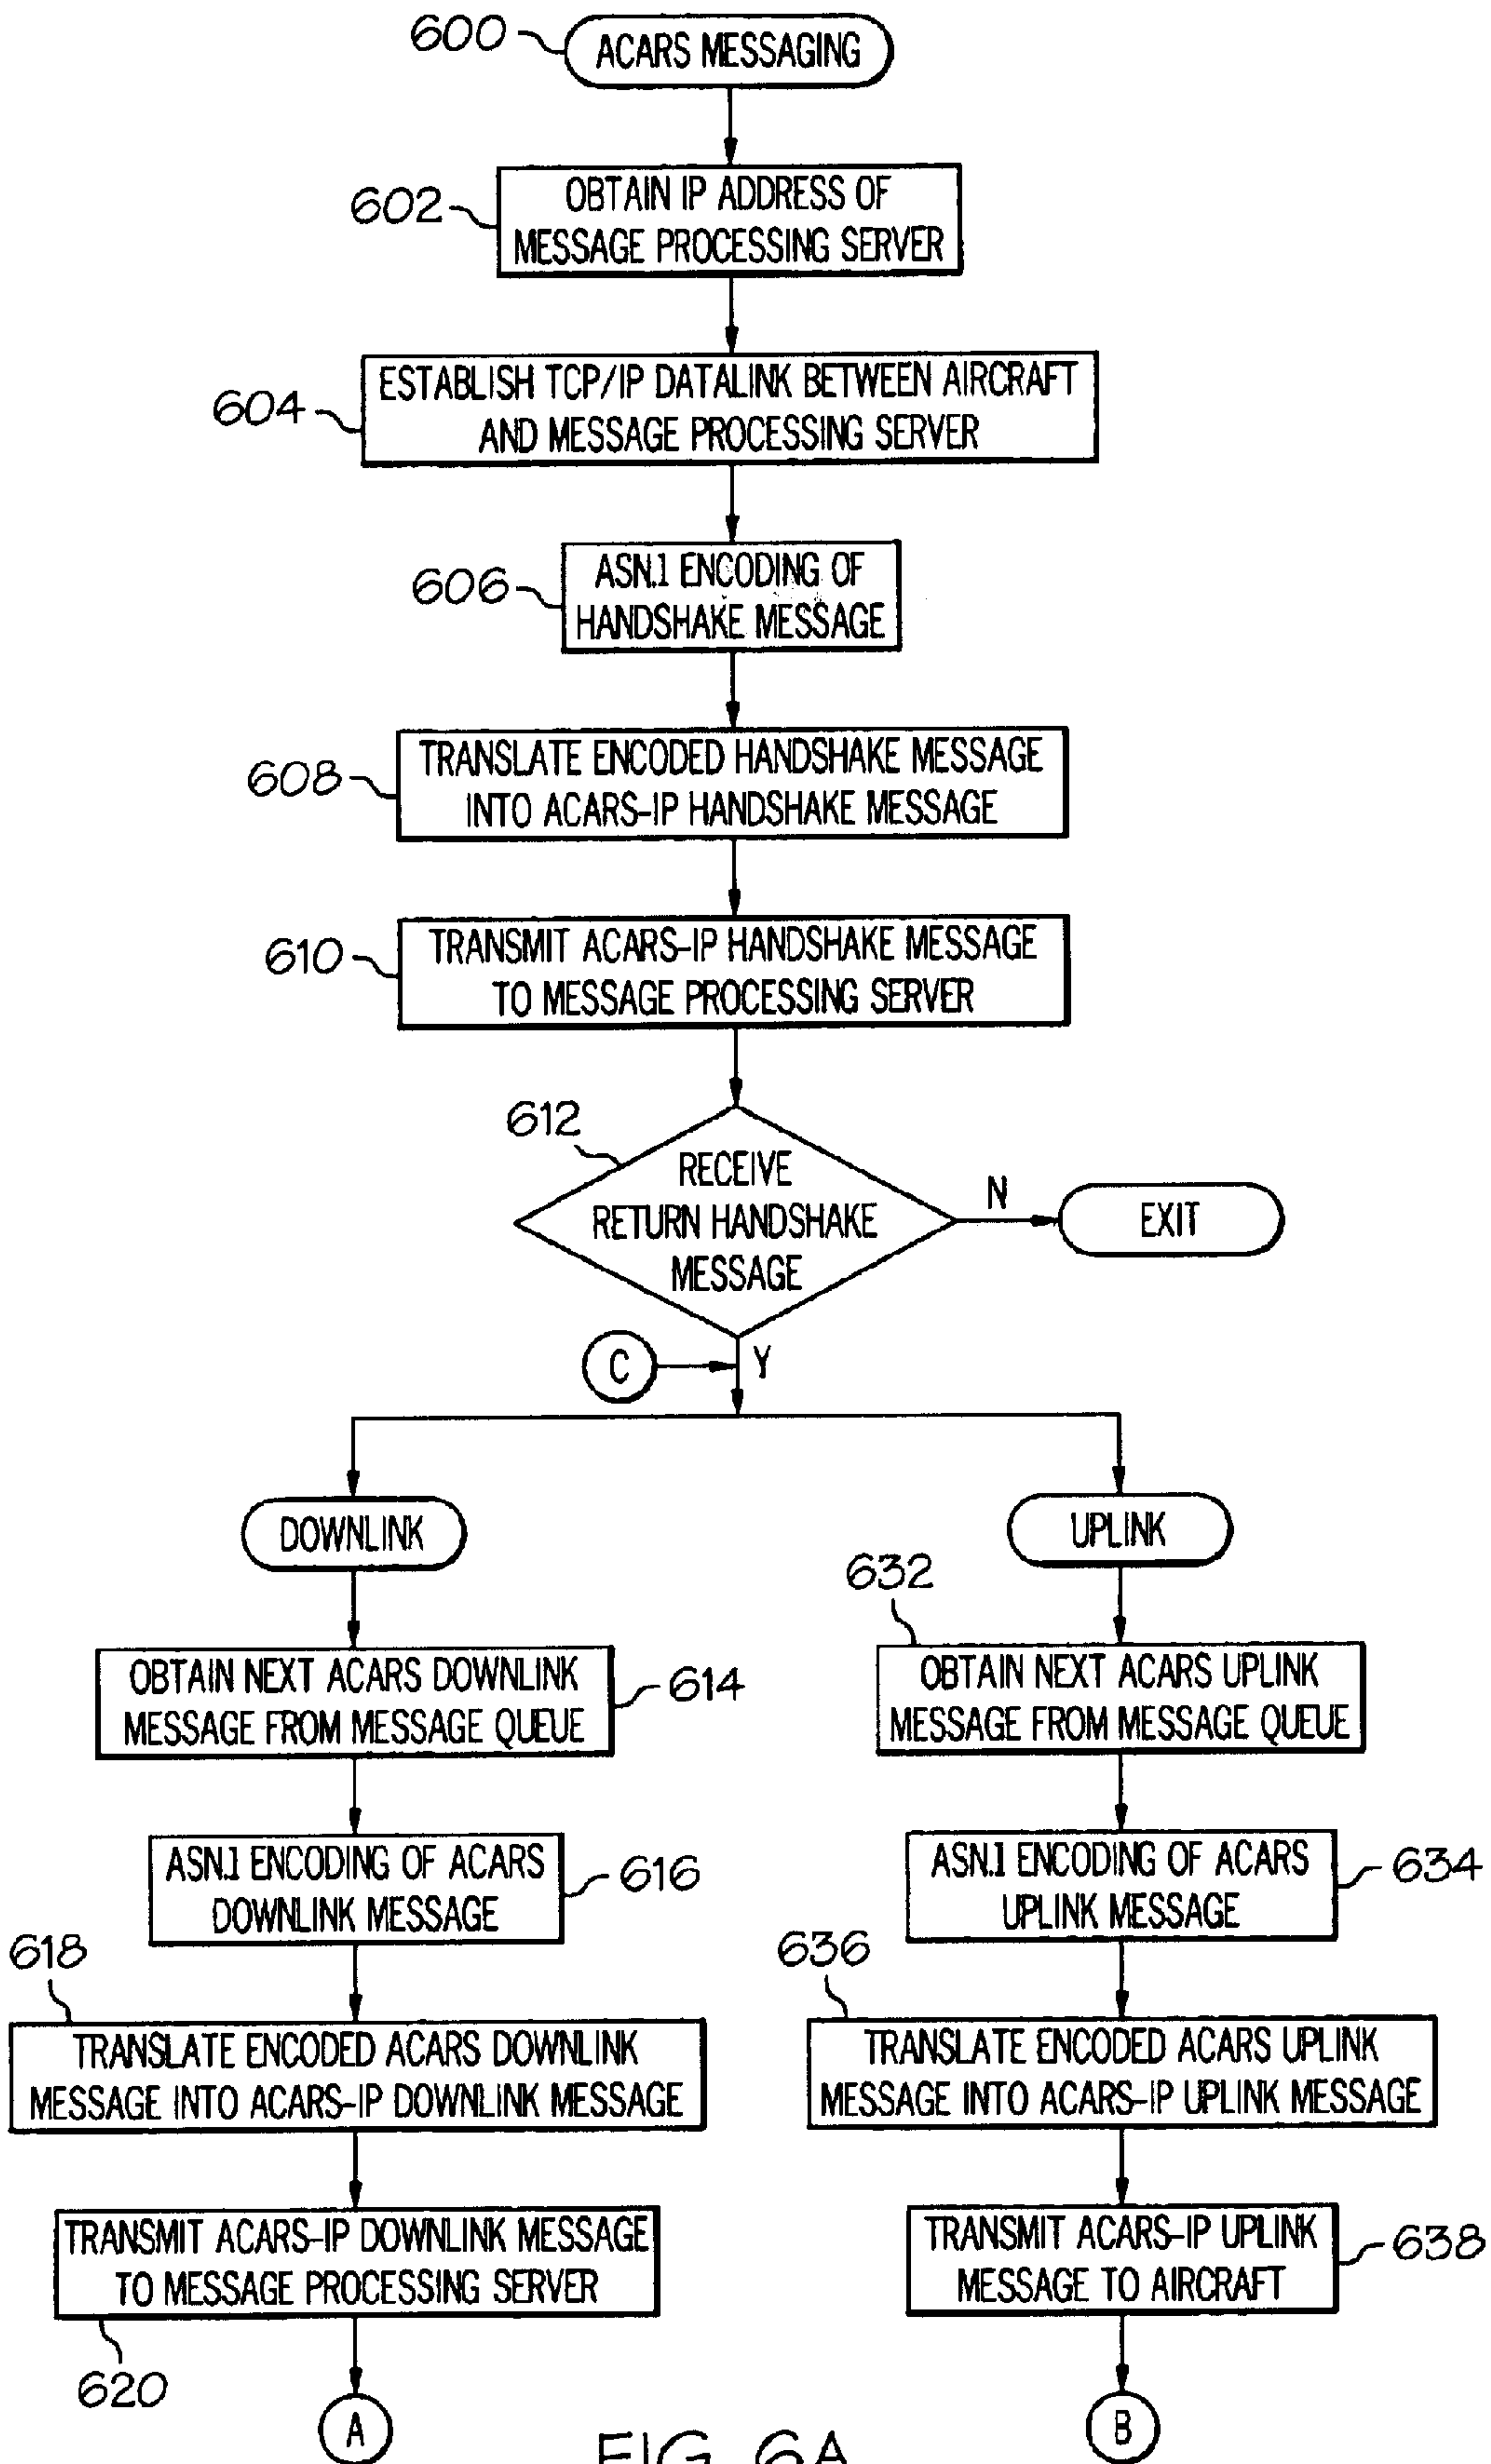 600
ACARS MESSAGING
602
OBTAIN IP ADDRESS OF
MESSAGE PROCESSING SERVER
604
ESTABLISH TCP/IP DATALINK BETWEEN AIRCRAFT
AND MESSAGE PROCESSING SERVER
606
ASN.1 ENCODING OF
HANDSHAKE MESSAGE
608
TRANSLATE ENCODED HANDSHAKE MESSAGE
INTO ACARS-IP HANDSHAKE MESSAGE
610
TRANSMIT ACARS-IP HANDSHAKE MESSAGE
TO MESSAGE PROCESSING SERVER
612
RECEIVE
RETURN HANDSHAKE
MESSAGE
N
EXIT
C
Y
DOWNLINK
OBTAIN NEXT ACARS DOWNLINK
MESSAGE FROM MESSAGE QUEUE
614
ASN.1 ENCODING OF ACARS
DOWNLINK MESSAGE
616
618
TRANSLATE ENCODED ACARS DOWNLINK
MESSAGE INTO ACARS-IP DOWNLINK MESSAGE
TRANSMIT ACARS-IP DOWNLINK MESSAGE
TO MESSAGE PROCESSING SERVER
620
A
UPLINK
632
OBTAIN NEXT ACARS UPLINK
MESSAGE FROM MESSAGE QUEUE
ASN.1 ENCODING OF ACARS
UPLINK MESSAGE
634
636
TRANSLATE ENCODED ACARS UPLINK
MESSAGE INTO ACARS-IP UPLINK MESSAGE
TRANSMIT ACARS-IP UPLINK
MESSAGE TO AIRCRAFT
638
B
FIG. 6A